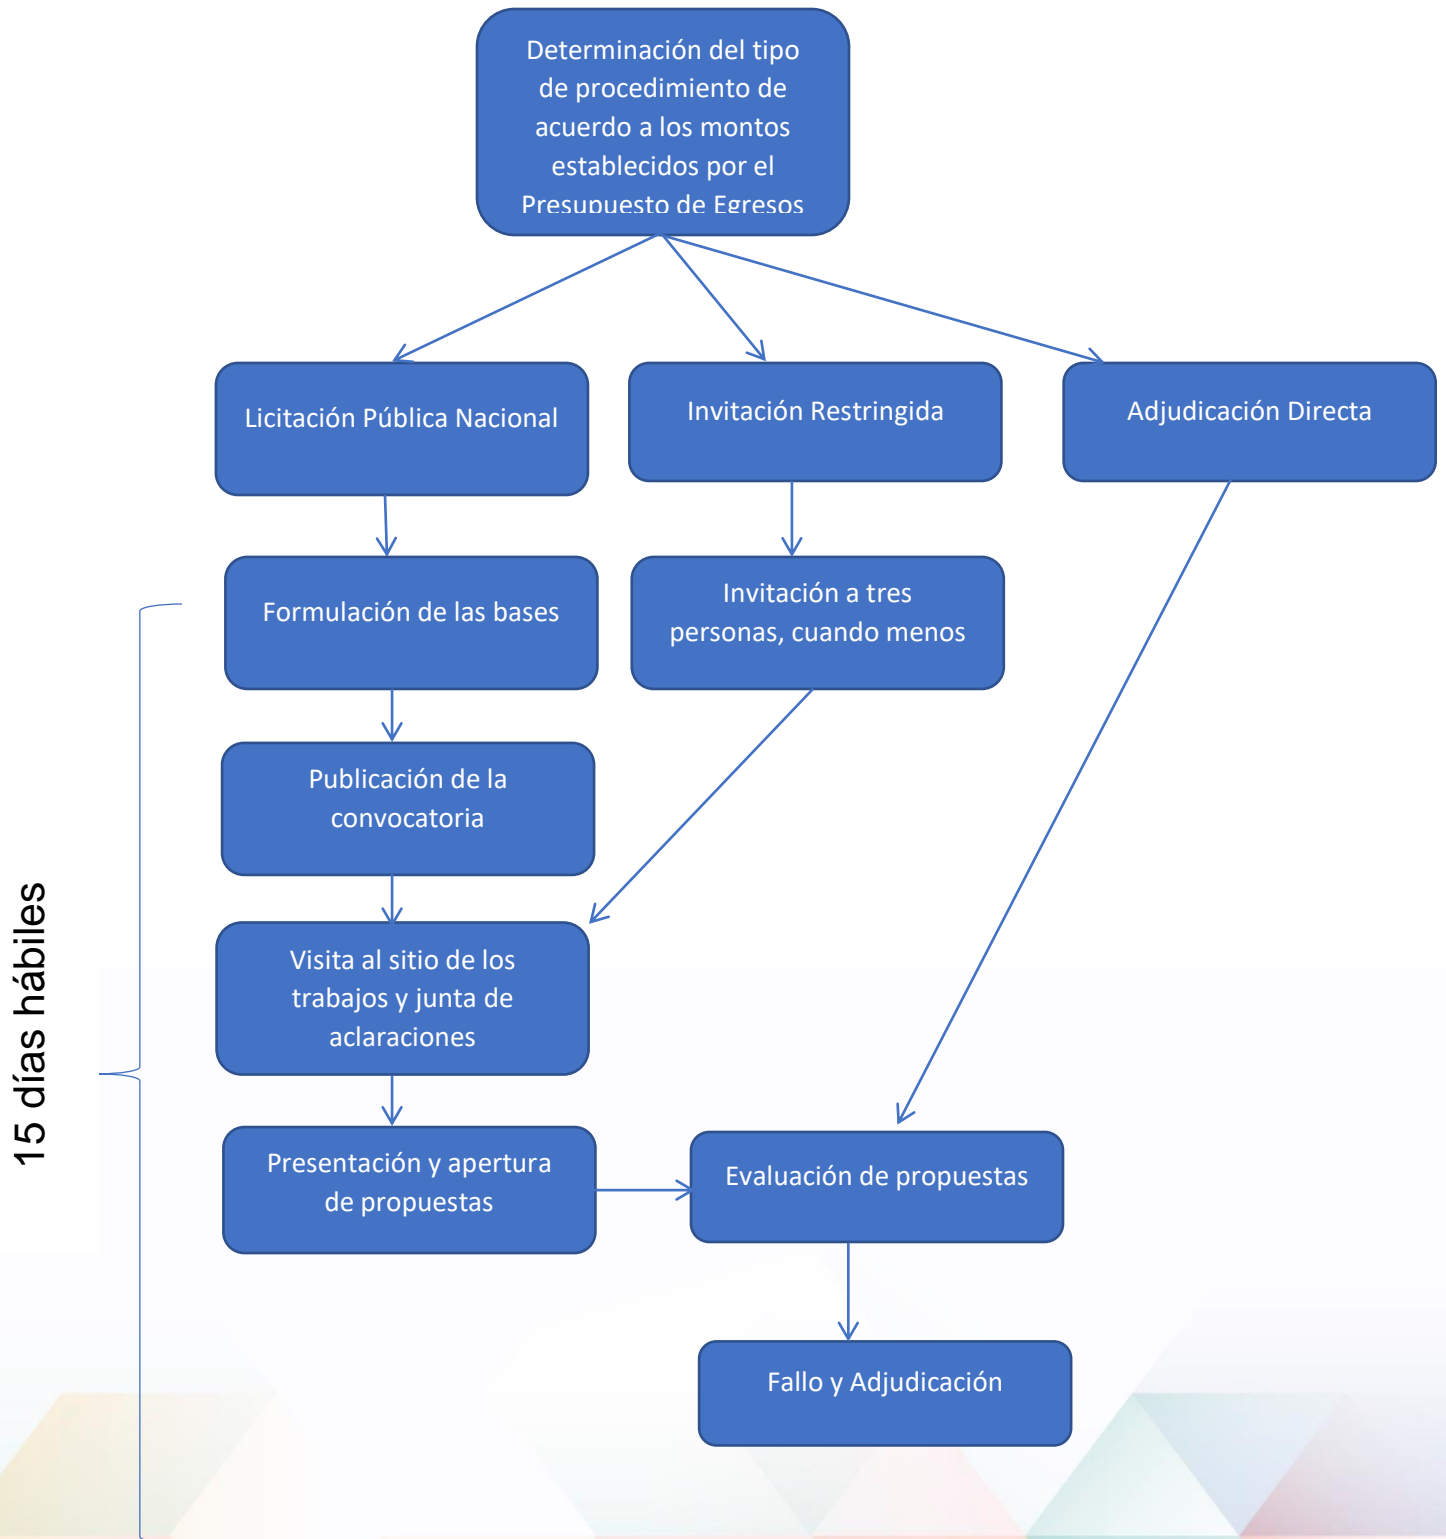 Determinación del tipo
de procedimiento de
acuerdo a los montos
establecidos por el
Presupuesto de Egresos
Licitación Pública Nacional
Invitación Restringida
Adjudicación Directa
Formulación de las bases
Invitación a tres
personas, cuando menos
Publicación de la
convocatoria
Visita al sitio de los
trabajos y junta de
aclaraciones
15 días hábiles
Presentación y apertura
de propuestas
Evaluación de propuestas
Fallo y Adjudicación